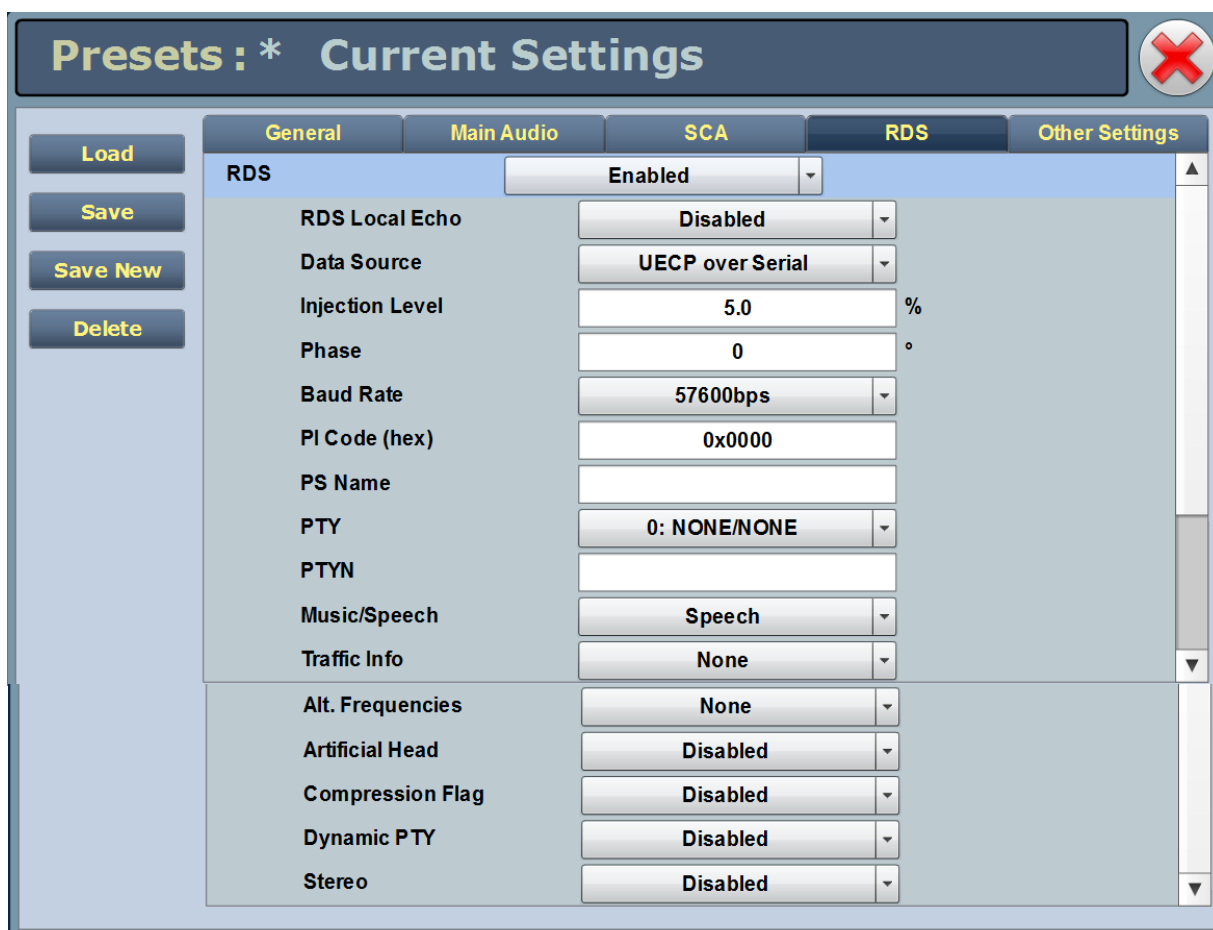 Presets : * Current Settings
General Main Audio SCA RDS Other Settings
Load
Save
Save New
Delete
RDS Enabled
RDS Local Echo Disabled
Data Source UECP over Serial
Injection Level 5.0 %
Phase 0 °
Baud Rate 57600bps
PI Code (hex) 0x0000
PS Name
PTY 0: NONE/NONE
PTYN
Music/Speech Speech
Traffic Info None
Alt. Frequencies None
Artificial Head Disabled
Compression Flag Disabled
Dynamic PTY Disabled
Stereo Disabled